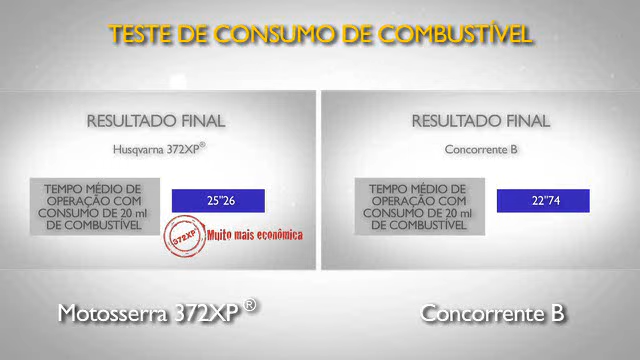 TESTE DE CONSUMO DE COMBUSTÍVEL
RESULTADO FINAL
Husqvarna 372XP®
TEMPO MÉDIO DE
OPERAÇÃO COM
CONSUMO DE 20 ml
DE COMBUSTÍVEL
25"26
372XP
Muito mais econômica
Motosserra 372XP®
RESULTADO FINAL
Concorrente B
TEMPO MÉDIO DE
OPERAÇÃO COM
CONSUMO DE 20 ml
DE COMBUSTÍVEL
22"74
Concorrente B